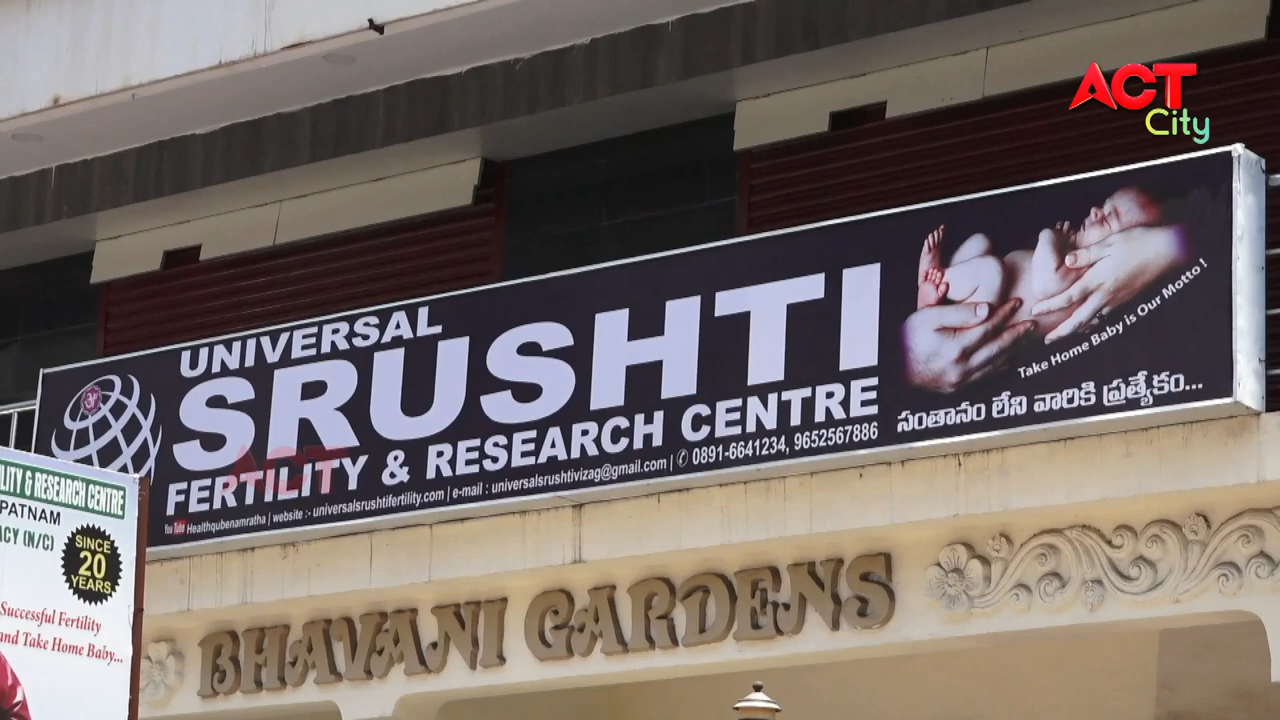 ACT
City
UNIVERSAL
SRUSHTI
FERTILITY & RESEARCH CENTRE
You Tube Healthqubenamratha | website :- universalsrushtifertility.com | e-mail : universalsrushtivizag@gmail.com | ✆ 0891-6641234, 9652567886
Take Home Baby is Our Motto !
సంతానం లేని వారికి ప్రత్యేకం...
ACT
ILITY & RESEARCH CENTRE
PATNAM
ACY (N/C)
SINCE
20
YEARS
Successful Fertility
and Take Home Baby...
BHAVANI GARDENS